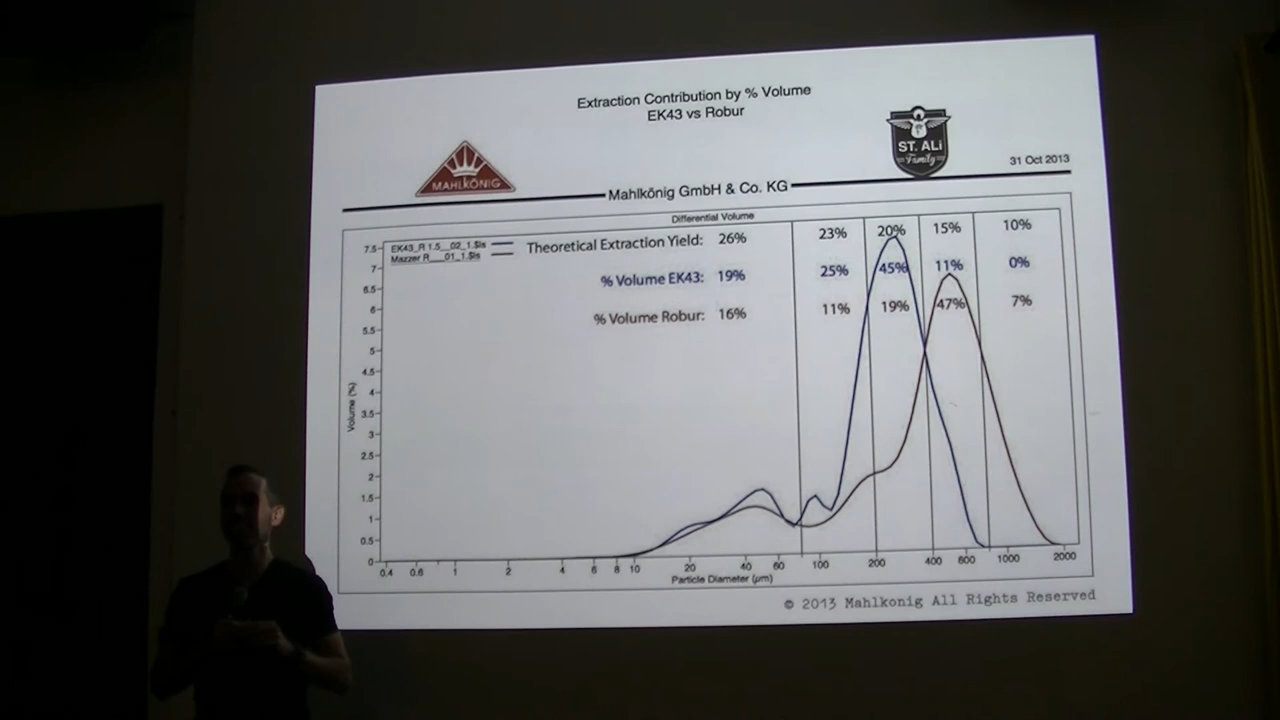 Extraction Contribution by % Volume
EK43 vs Robur
MAHLKÖNIG
ST. ALi
Family
31 Oct 2013
Mahlkönig GmbH & Co. KG
Differential Volume
EK43_R 1.5__02_1.$ls
Mazzer R___01_1.$ls
Theoretical Extraction Yield: 26% 23% 20% 15% 10%
% Volume EK43: 19% 25% 45% 11% 0%
% Volume Robur: 16% 11% 19% 47% 7%
Volume (%)
7.5
7
6.5
6
5.5
5
4.5
4
3.5
3
2.5
2
1.5
1
0.5
0
0.4 0.6 1 2 4 6 8 10 20 40 60 100 200 400 600 1000 2000
Particle Diameter (µm)
© 2013 Mahlkonig All Rights Reserved